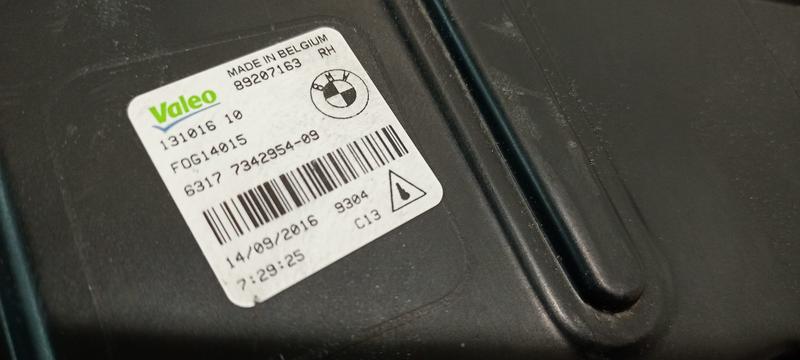 MADE IN BELGIUM
Valeo 89207163 RH
BMW
131016 10
FOG14015
6317 7342954-09
14/09/2016 9304
7:29:25 C13